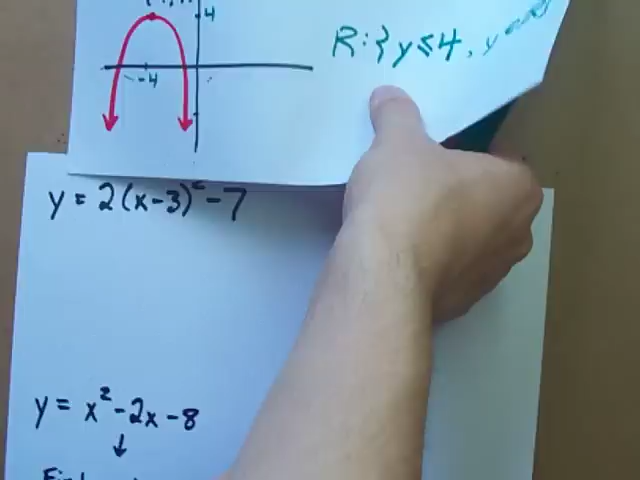 4
R: {y≤4, y
-4
y = 2(x-3)² - 7
y = x² - 2x - 8
↓